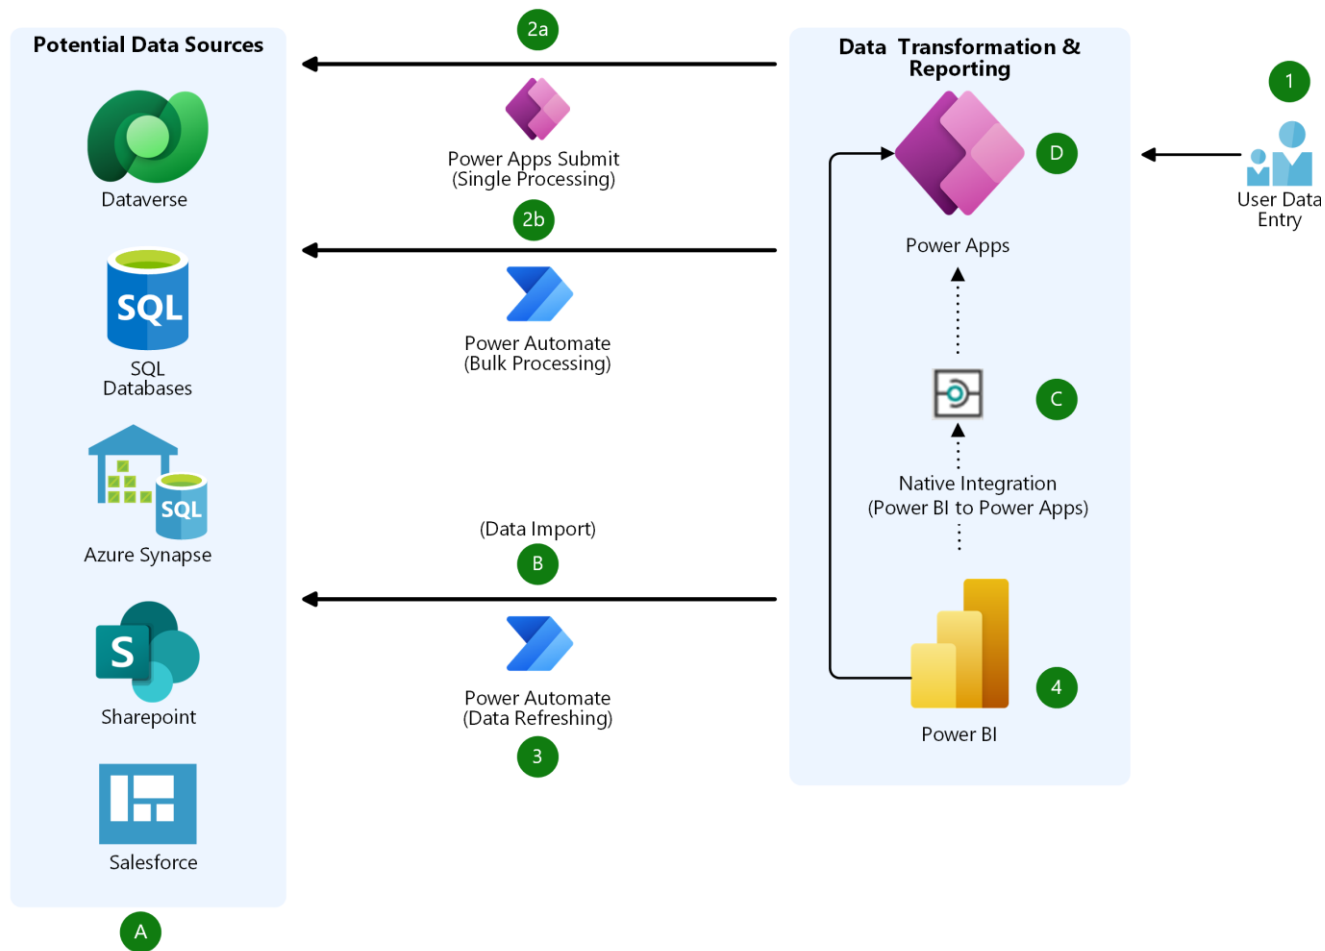 Potential Data Sources
Dataverse
SQL
SQL
Databases
SQL
Azure Synapse
S
Sharepoint
Salesforce
A
2a
Power Apps Submit
(Single Processing)
2b
Power Automate
(Bulk Processing)
(Data Import)
B
Power Automate
(Data Refreshing)
3
Data Transformation &
Reporting
D
Power Apps
C
Native Integration
(Power BI to Power Apps)
4
Power BI
1
User Data
Entry